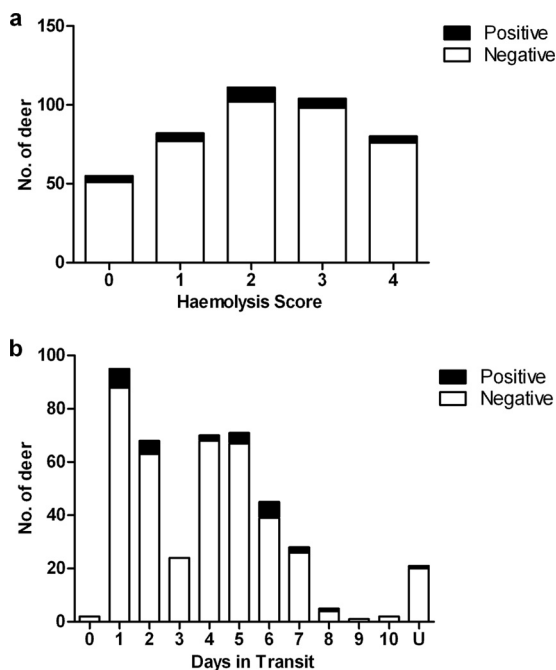 a
150
100
50
0
No. of deer
Positive
Negative
0 1 2 3 4
Haemolysis Score
b
100
80
60
40
20
0
No. of deer
Positive
Negative
0 1 2 3 4 5 6 7 8 9 10 U
Days in Transit